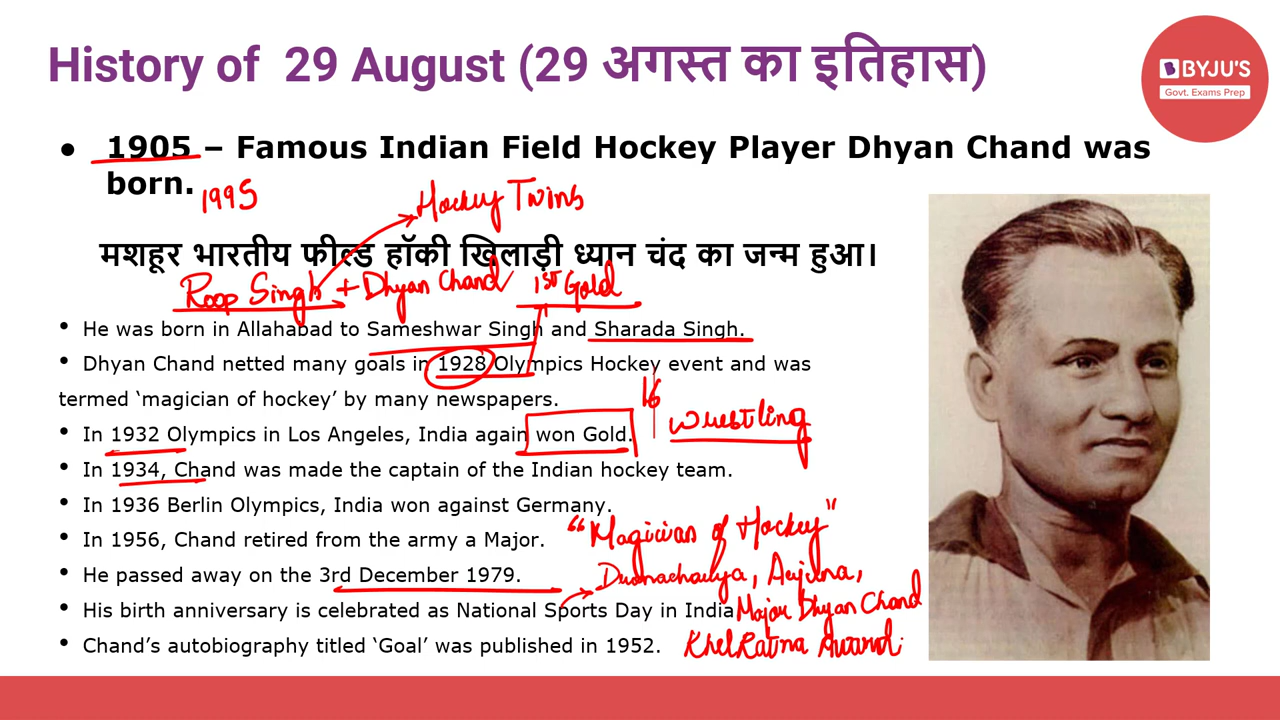 History of 29 August (29 अगस्त का इतिहास)
BYJU'S
Govt. Exams Prep
• 1905 – Famous Indian Field Hockey Player Dhyan Chand was
born.
1995
Hockey Twins
मशहूर भारतीय फील्ड हॉकी खिलाड़ी ध्यान चंद का जन्म हुआ।
Roop Singh + Dhyan Chand 1st Gold
• He was born in Allahabad to Sameshwar Singh and Sharada Singh.
• Dhyan Chand netted many goals in 1928 Olympics Hockey event and was
termed ‘magician of hockey’ by many newspapers.
16
wrestling
• In 1932 Olympics in Los Angeles, India again won Gold.
• In 1934, Chand was made the captain of the Indian hockey team.
• In 1936 Berlin Olympics, India won against Germany.
"Magician of Hockey"
• In 1956, Chand retired from the army a Major.
• He passed away on the 3rd December 1979.
Dronacharya, Arjuna,
• His birth anniversary is celebrated as National Sports Day in India
Major Dhyan Chand
• Chand’s autobiography titled ‘Goal’ was published in 1952.
Khel Ratna Award.